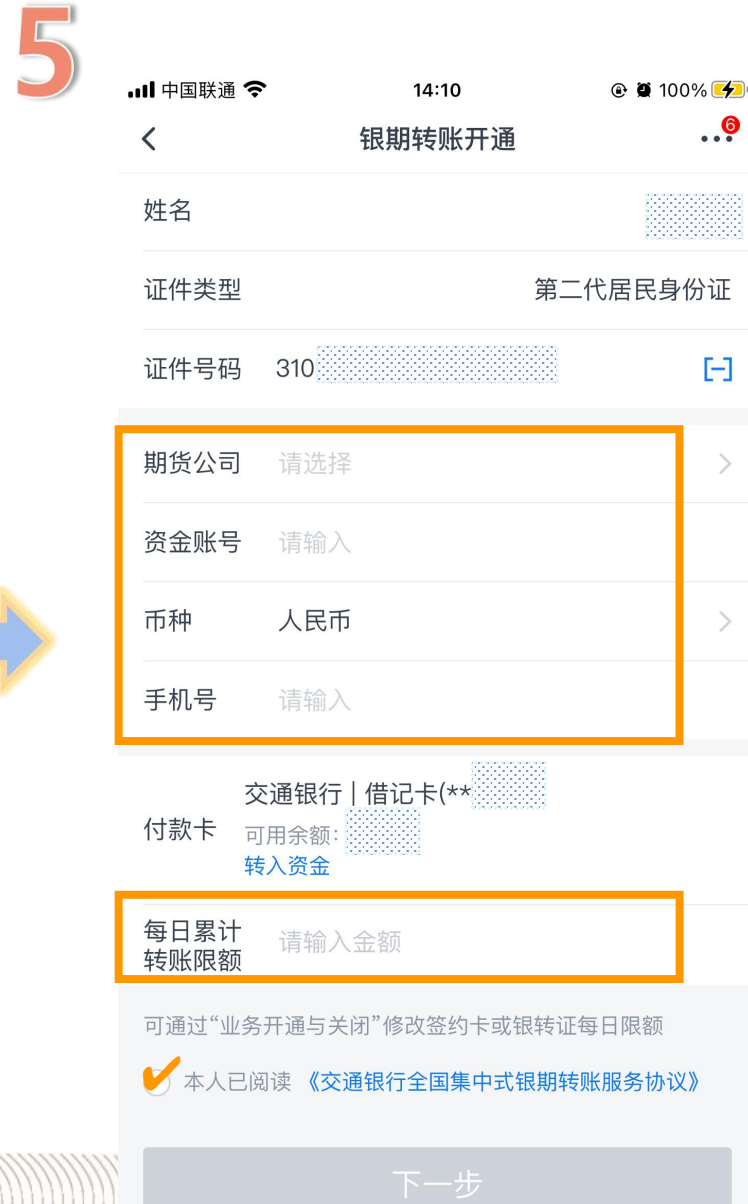 5
中国联通 14:10 100%
银期转账开通 6
姓名
证件类型 第二代居民身份证
证件号码 310
期货公司 请选择
资金账号 请输入
币种 人民币
手机号 请输入
交通银行 | 借记卡(**
付款卡 可用余额:
转入资金
每日累计
转账限额 请输入金额
可通过“业务开通与关闭”修改签约卡或银转证每日限额
本人已阅读《交通银行全国集中式银期转账服务协议》
下一步